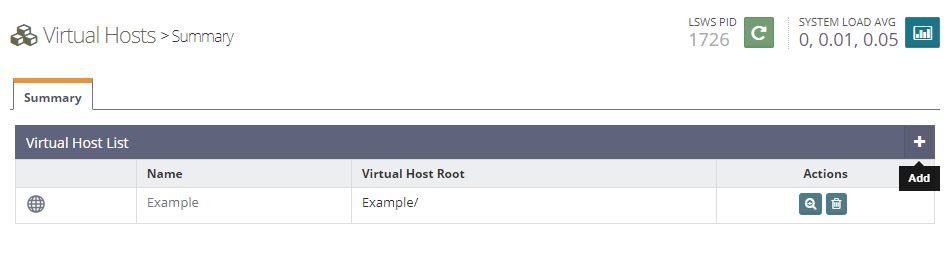 Virtual Hosts > Summary
LSWS PID
1726
SYSTEM LOAD AVG
0, 0.01, 0.05
Summary
Virtual Host List
Add
Name Virtual Host Root Actions
Example Example/